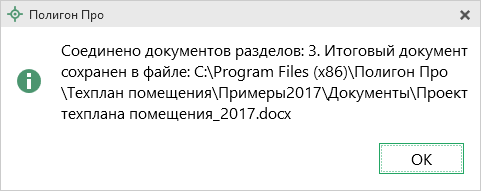 Полигон Про
Соединено документов разделов: 3. Итоговый документ
сохранен в файле: C:\Program Files (x86)\Полигон Про
\Техплан помещения\Примеры2017\Документы\Проект
техплана помещения_2017.docx
OK